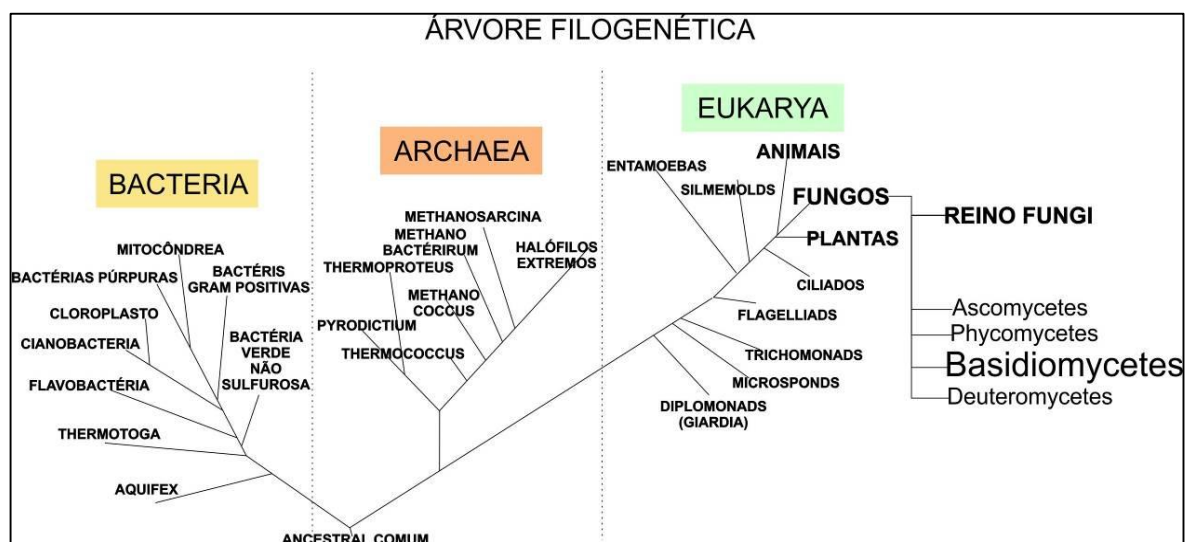 ÁRVORE FILOGENÉTICA
BACTERIA
MITOCÔNDREA
BACTÉRIAS PÚRPURAS
BACTÉRIS
GRAM POSITIVAS
CLOROPLASTO
CIANOBACTERIA
BACTÉRIA
VERDE
NÃO
SULFUROSA
FLAVOBACTÉRIA
THERMOTOGA
AQUIFEX
ANCESTRAL COMUM
ARCHAEA
METHANOSARCINA
METHANO
BACTÉRIRUM
HALÓFILOS
EXTREMOS
THERMOPROTEUS
METHANO
COCCUS
PYRODICTIUM
THERMOCOCCUS
EUKARYA
ENTAMOEBAS
ANIMAIS
SILMEMOLDS
FUNGOS
PLANTAS
CILIADOS
FLAGELLIADS
TRICHOMONADS
MICROSPONDS
DIPLOMONADS
(GIARDIA)
REINO FUNGI
Ascomycetes
Phycomycetes
Basidiomycetes
Deuteromycetes